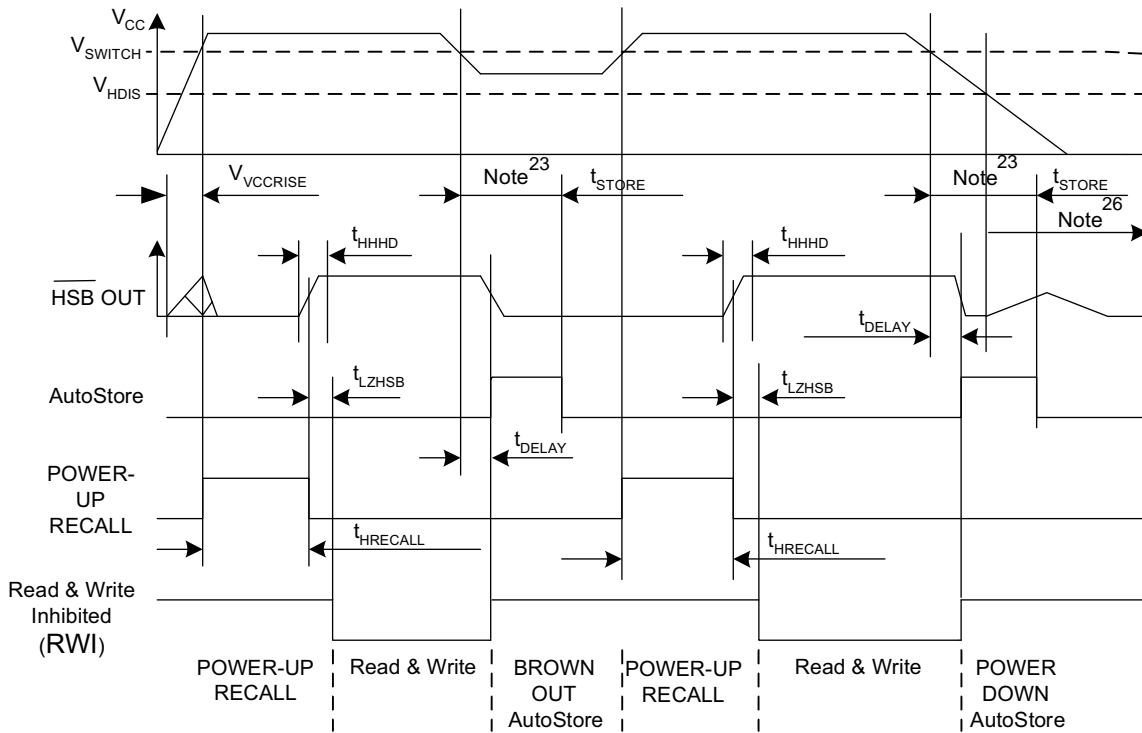 VCC
VSWITCH
VHDIS
VVCCRISE
Note23
tSTORE
Note23
tSTORE
Note26
tHHHD
tHHHD
HSB OUT
tDELAY
tLZHSB
tLZHSB
AutoStore
tDELAY
POWER-
UP
RECALL
tHRECALL
tHRECALL
Read & Write
Inhibited
(RWI)
POWER-UP
RECALL
Read & Write
BROWN
OUT
AutoStore
POWER-UP
RECALL
Read & Write
POWER
DOWN
AutoStore